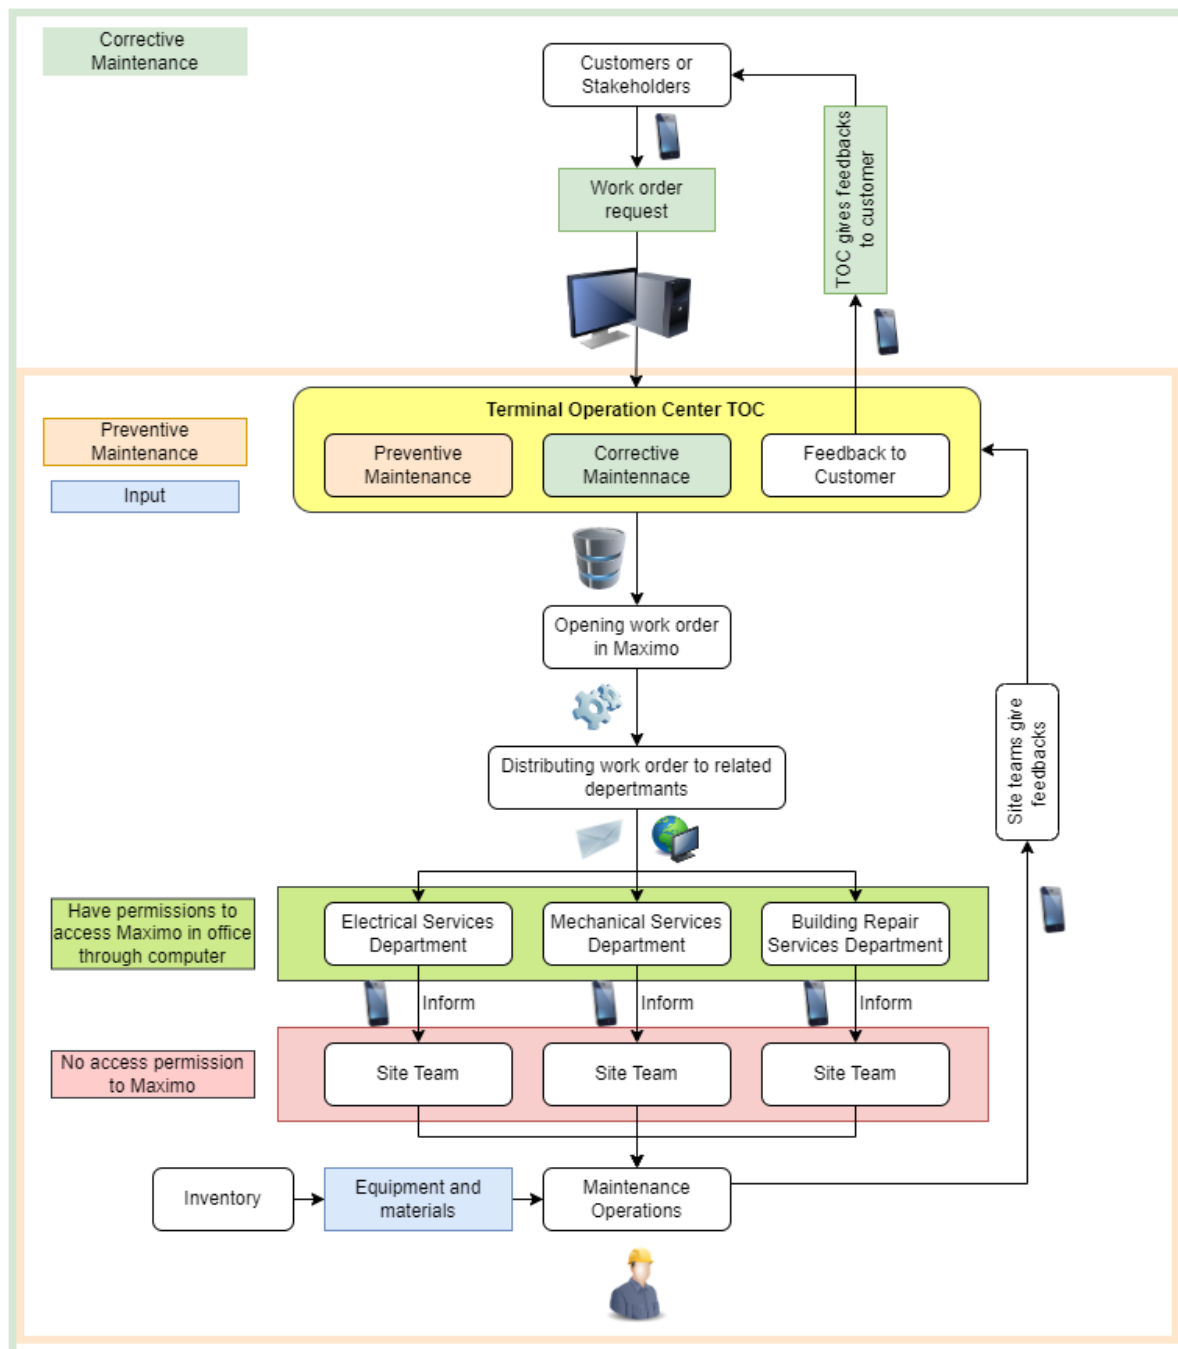 Corrective
Maintenance
Customers or
Stakeholders
Work order
request
TOC gives feedbacks
to customer
Preventive
Maintenance
Input
Terminal Operation Center TOC
Preventive
Maintenance
Corrective
Maintennace
Feedback to
Customer
Opening work order
in Maximo
Distributing work order to related
depertmants
Site teams give
feedbacks
Have permissions to
access Maximo in office
through computer
Electrical Services
Department
Mechanical Services
Department
Building Repair
Services Department
Inform
Inform
Inform
No access permission
to Maximo
Site Team
Site Team
Site Team
Inventory
Equipment and
materials
Maintenance
Operations